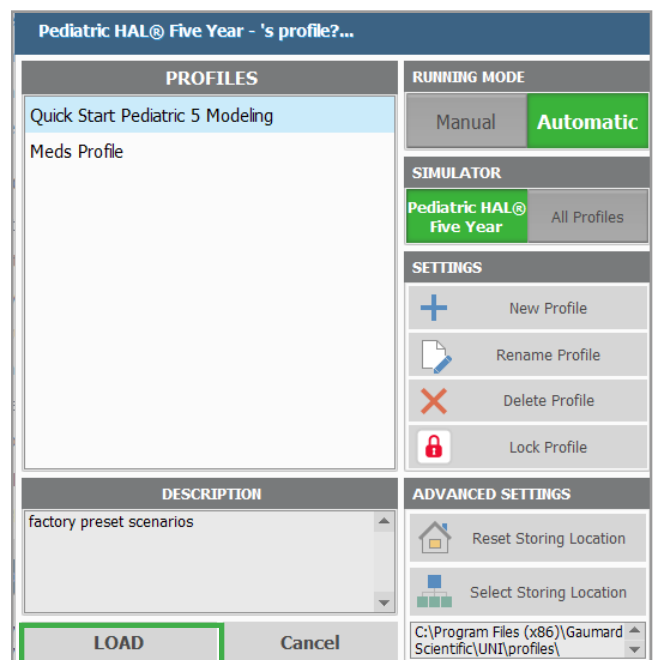 Pediatric HAL® Five Year - 's profile?...
PROFILES
Quick Start Pediatric 5 Modeling
Meds Profile
DESCRIPTION
factory preset scenarios
LOAD
Cancel
RUNNING MODE
Manual
Automatic
SIMULATOR
Pediatric HAL®
Five Year
All Profiles
SETTINGS
New Profile
Rename Profile
Delete Profile
Lock Profile
ADVANCED SETTINGS
Reset Storing Location
Select Storing Location
C:\Program Files (x86)\Gaumard
Scientific\UNI\profiles\